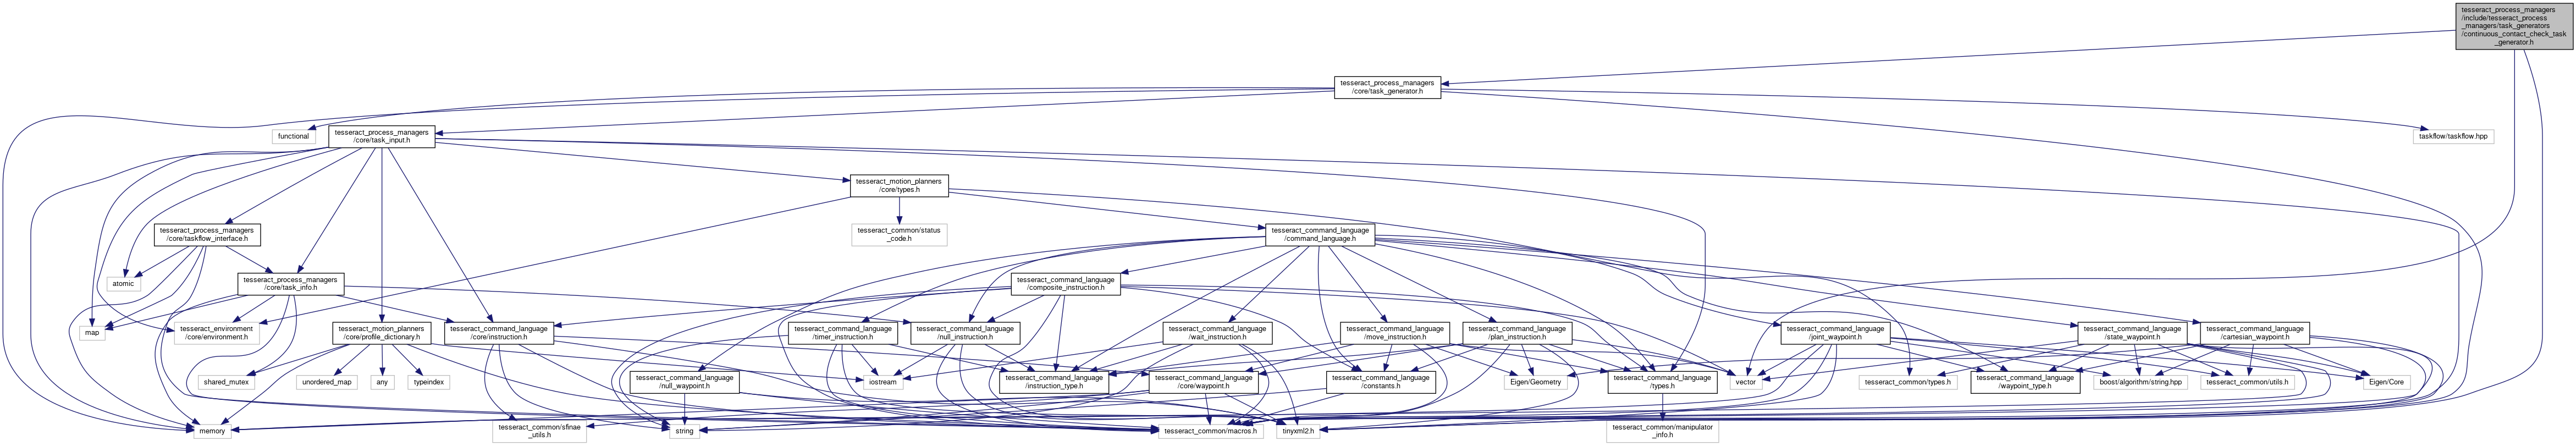 tesseract_process_managers
/include/tesseract_process
_managers/task_generators
/continuous_contact_check_task
_generator.h
tesseract_process_managers
/core/task_generator.h
functional
tesseract_process_managers
/core/task_input.h
taskflow/taskflow.hpp
tesseract_motion_planners
/core/types.h
tesseract_process_managers
/core/taskflow_interface.h
tesseract_common/status
_code.h
tesseract_command_language
/command_language.h
atomic
tesseract_process_managers
/core/task_info.h
tesseract_command_language
/composite_instruction.h
map
tesseract_environment
/core/environment.h
tesseract_motion_planners
/core/profile_dictionary.h
tesseract_command_language
/core/instruction.h
tesseract_command_language
/timer_instruction.h
tesseract_command_language
/null_instruction.h
tesseract_command_language
/wait_instruction.h
tesseract_command_language
/move_instruction.h
tesseract_command_language
/plan_instruction.h
tesseract_command_language
/joint_waypoint.h
tesseract_command_language
/state_waypoint.h
tesseract_command_language
/cartesian_waypoint.h
shared_mutex
unordered_map
any
typeindex
tesseract_command_language
/null_waypoint.h
iostream
tesseract_command_language
/instruction_type.h
tesseract_command_language
/core/waypoint.h
tesseract_command_language
/constants.h
Eigen/Geometry
tesseract_command_language
/types.h
vector
tesseract_common/types.h
tesseract_command_language
/waypoint_type.h
boost/algorithm/string.hpp
tesseract_common/utils.h
Eigen/Core
memory
tesseract_common/sfinae
_utils.h
string
tesseract_common/macros.h
tinyxml2.h
tesseract_common/manipulator
_info.h